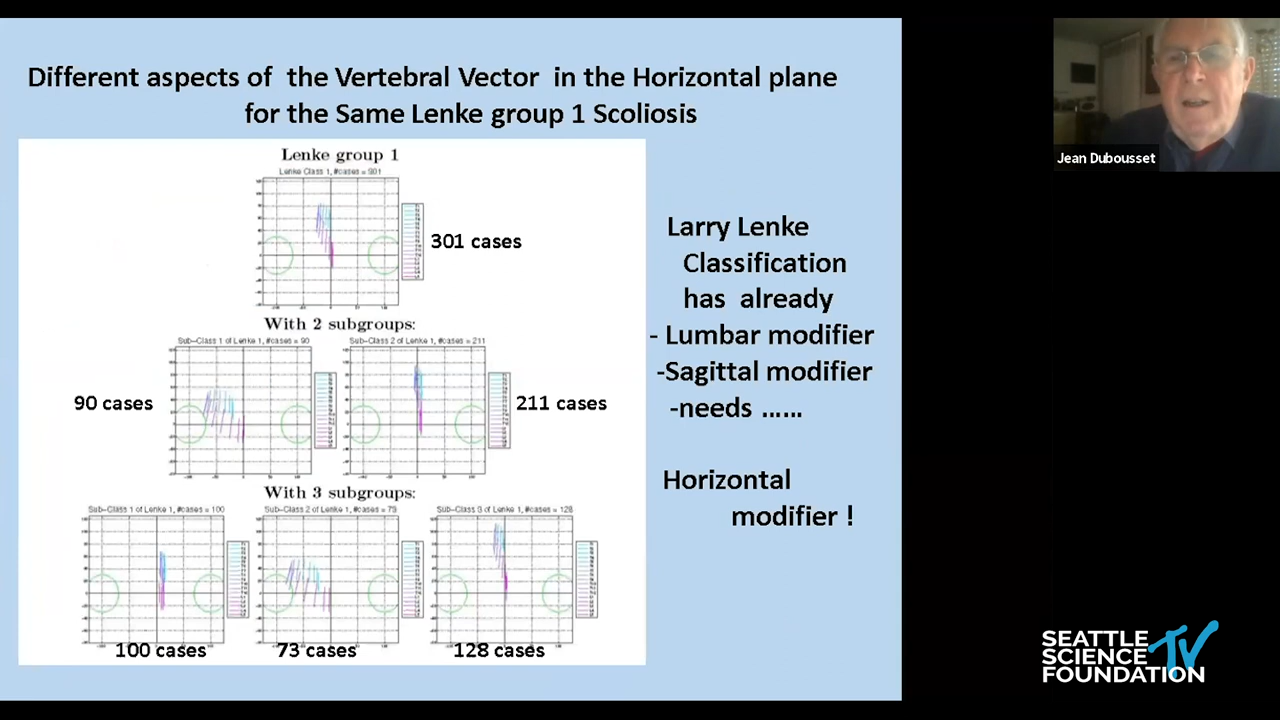 Different aspects of the Vertebral Vector in the Horizontal plane
for the Same Lenke group 1 Scoliosis
Jean Dubousset
Lenke group 1
Lenke Class 1, #cases = 301
301 cases
With 2 subgroups:
Sub-Class 1 of Lenke 1, #cases = 90
Sub-Class 2 of Lenke 1, #cases = 211
90 cases
211 cases
With 3 subgroups:
Sub-Class 1 of Lenke 1, #cases = 100
Sub-Class 2 of Lenke 1, #cases = 73
Sub-Class 3 of Lenke 1, #cases = 128
100 cases
73 cases
128 cases
Larry Lenke
Classification
has already
- Lumbar modifier
-Sagittal modifier
-needs ......
Horizontal
modifier !
SEATTLE
SCIENCE TV
FOUNDATION